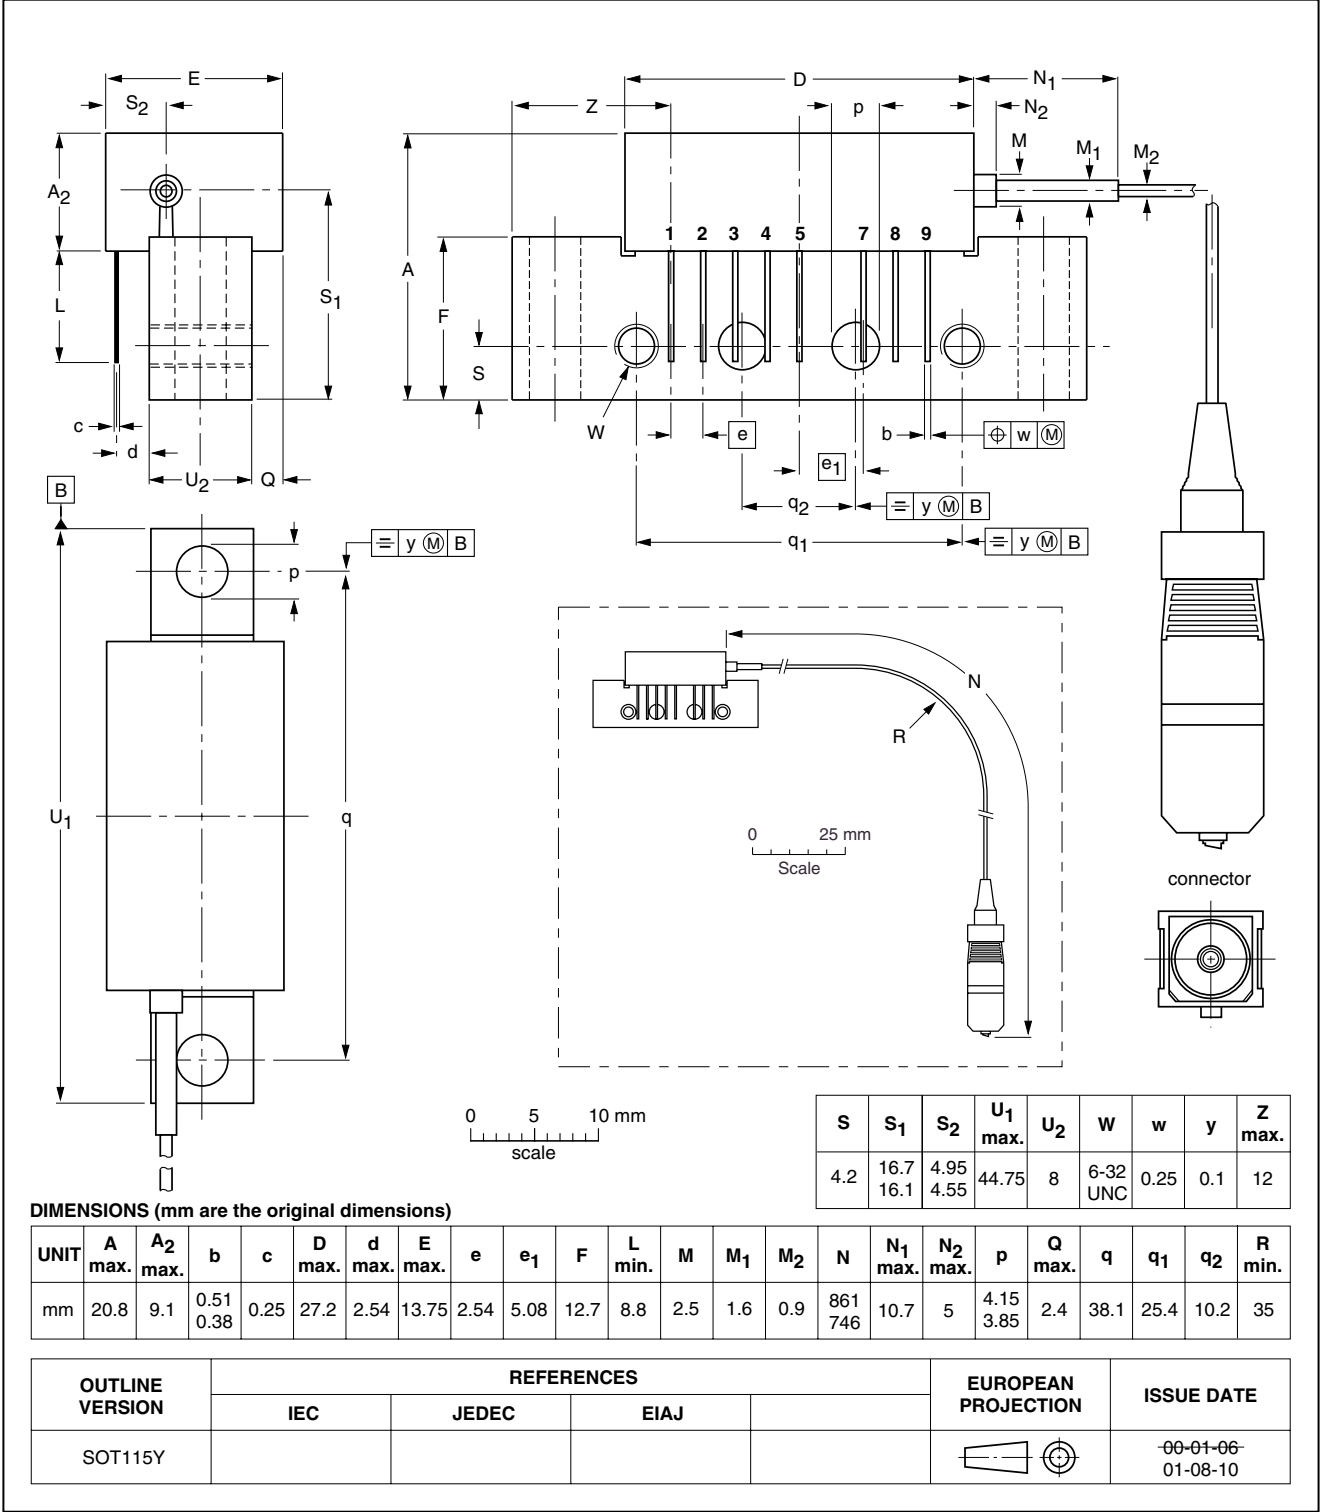 E
S2
A2
L
S1
c
d
U2
Q
D
N1
Z
p
N2
M
M1
M2
A
F
S
1 2 3 4 5 7 8 9
W
e
b
w M
e1
q2
y M B
q1
y M B
B
y M B
p
U1
q
N
R
0 25 mm
Scale
connector
0 5 10 mm
scale
S S1 S2 U1 max. U2 W w y Z max.
4.2 16.7 16.1 4.95 4.55 44.75 8 6-32 UNC 0.25 0.1 12
DIMENSIONS (mm are the original dimensions)
UNIT A max. A2 max. b c D max. d max. E max. e e1 F L min. M M1 M2 N N1 max. N2 max. p Q max. q q1 q2 R min.
mm 20.8 9.1 0.51 0.38 0.25 27.2 2.54 13.75 2.54 5.08 12.7 8.8 2.5 1.6 0.9 861 746 10.7 5 4.15 3.85 2.4 38.1 25.4 10.2 35
OUTLINE VERSION REFERENCES EUROPEAN PROJECTION ISSUE DATE
IEC JEDEC EIAJ
SOT115Y
00-01-06
01-08-10